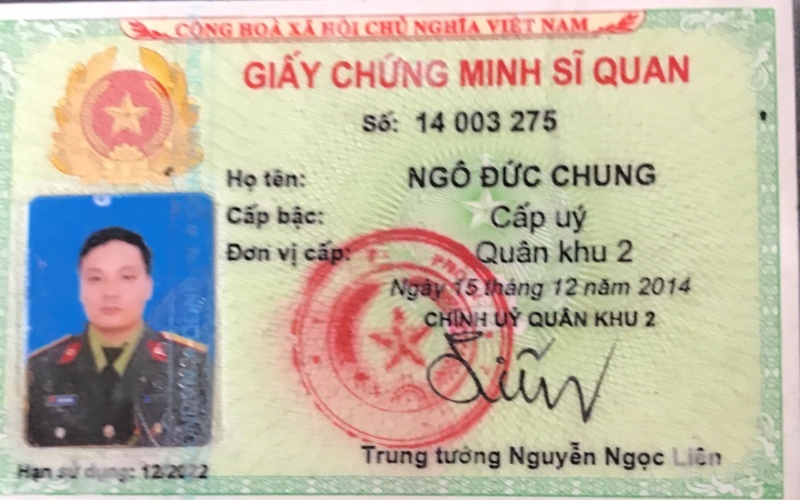 CỘNG HOÀ XÃ HỘI CHỦ NGHĨA VIỆT NAM
GIẤY CHỨNG MINH SĨ QUAN
Số: 14 003 275
Họ tên: NGÔ ĐỨC CHUNG
Cấp bậc: Cấp uý
Đơn vị cấp: Quân khu 2
Ngày 15 tháng 12 năm 2014
CHÍNH UỶ QUÂN KHU 2
Trung tướng Nguyễn Ngọc Liên
Hạn sử dụng: 12/2022